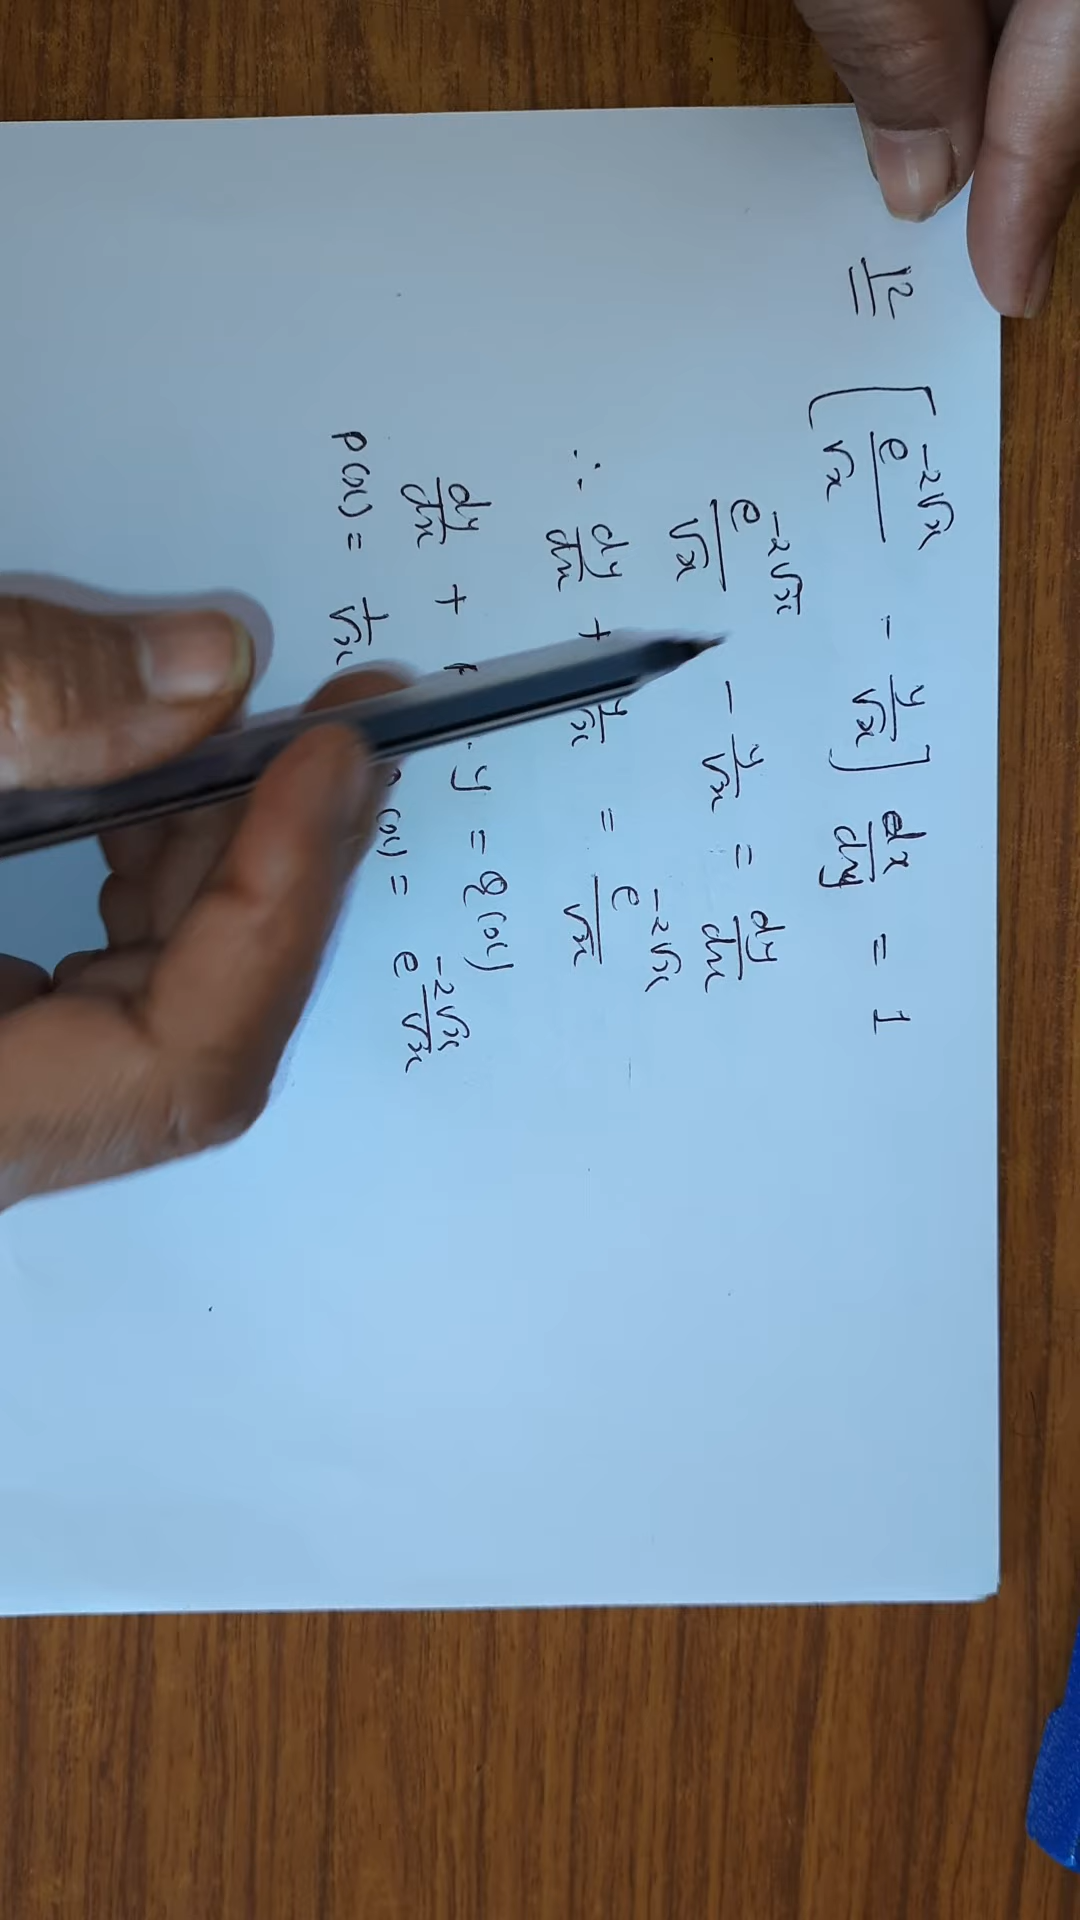 12 [ e^{-2√x} / √x - y/√x ] dx/dy = 1
e^{-2√x} / √x - y/√x = dy/dx
∴ dy/dx + y/√x = e^{-2√x} / √x
dy/dx + . y = Q(x)
P(x) = 1/√x (x) = e^{-2√x} / √x